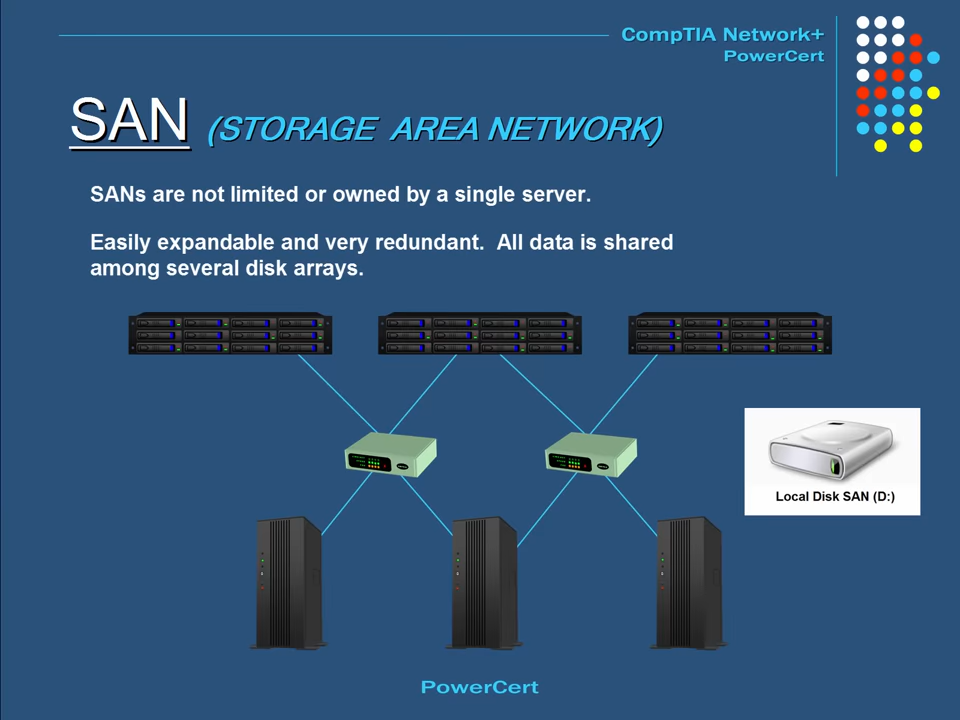 CompTIA Network+
PowerCert
SAN (STORAGE AREA NETWORK)
SANs are not limited or owned by a single server.
Easily expandable and very redundant. All data is shared
among several disk arrays.
Local Disk SAN (D:)
PowerCert